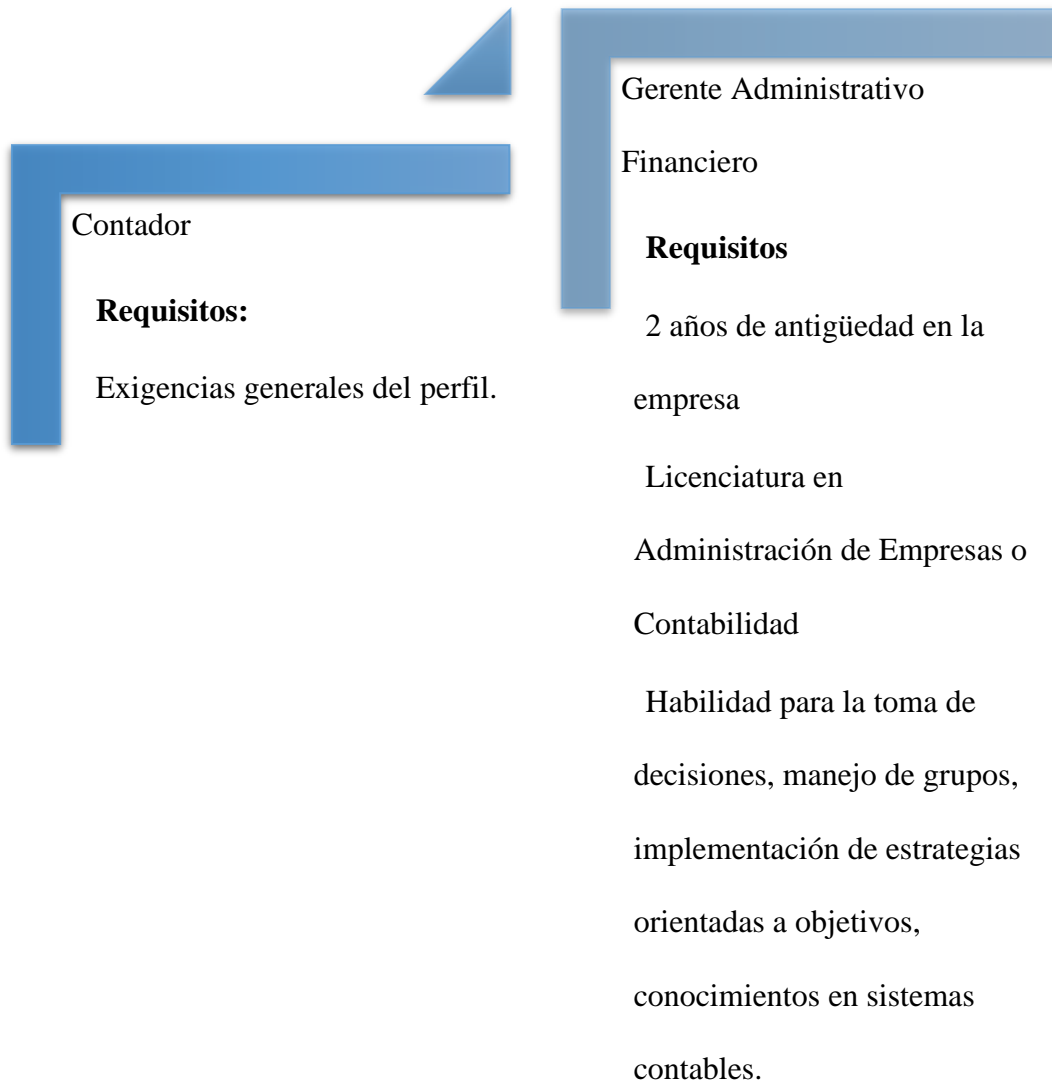 Contador
Requisitos:
Exigencias generales del perfil.
Gerente Administrativo
Financiero
Requisitos
2 años de antigüedad en la
empresa
Licenciatura en
Administración de Empresas o
Contabilidad
Habilidad para la toma de
decisiones, manejo de grupos,
implementación de estrategias
orientadas a objetivos,
conocimientos en sistemas
contables.